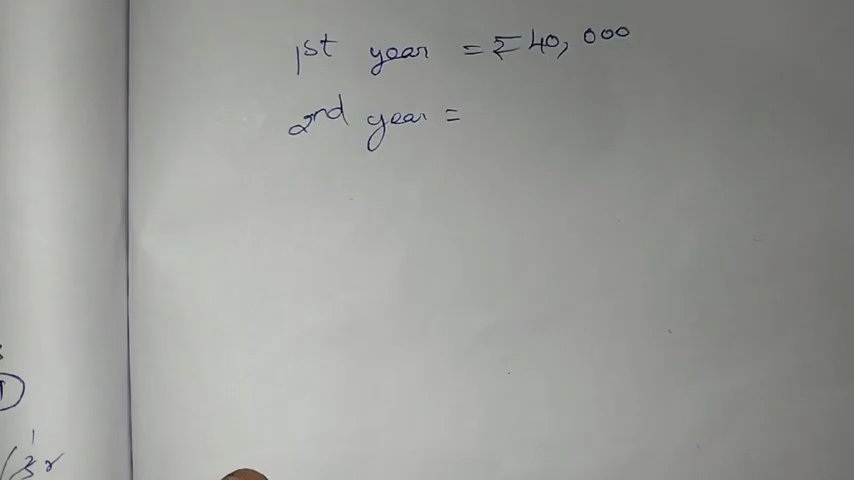 1st year = ₹ 40, 000
2nd year =